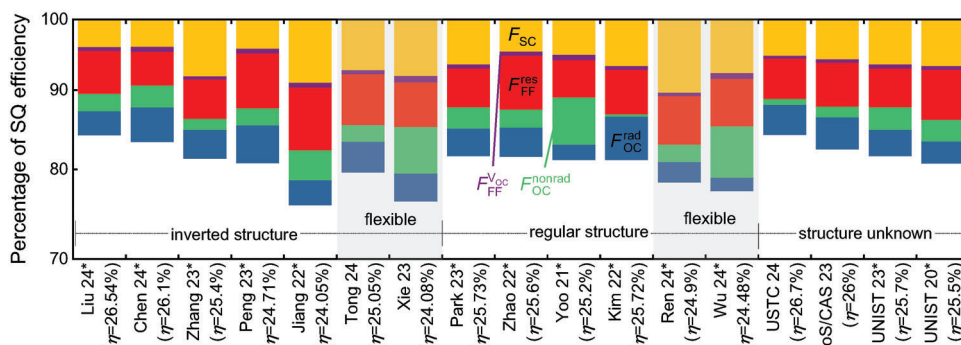 Percentage of SQ efficiency
100
90
80
70
F_SC
F_FF^res
F_OC^rad
F_FF^V_OC
F_OC^nonrad
flexible
flexible
inverted structure
regular structure
structure unknown
Liu 24*
(η=26.54%)
Chen 24*
(η=26.1%)
Zhang 23*
(η=25.4%)
Peng 23*
η=24.71%)
Jiang 22*
η=24.05%)
Tong 24
η=25.05%)
Xie 23
η=24.08%)
Park 23*
η=25.73%)
Zhao 22*
(η=25.6%)
Yoo 21*
(η=25.2%)
Kim 22*
η=25.72%)
Ren 24*
(η=24.9%)
Wu 24*
η=24.48%)
USTC 24
(η=26.7%)
oS/CAS 23
(η=26%)
UNIST 23*
(η=25.7%)
UNIST 20*
(η=25.5%)